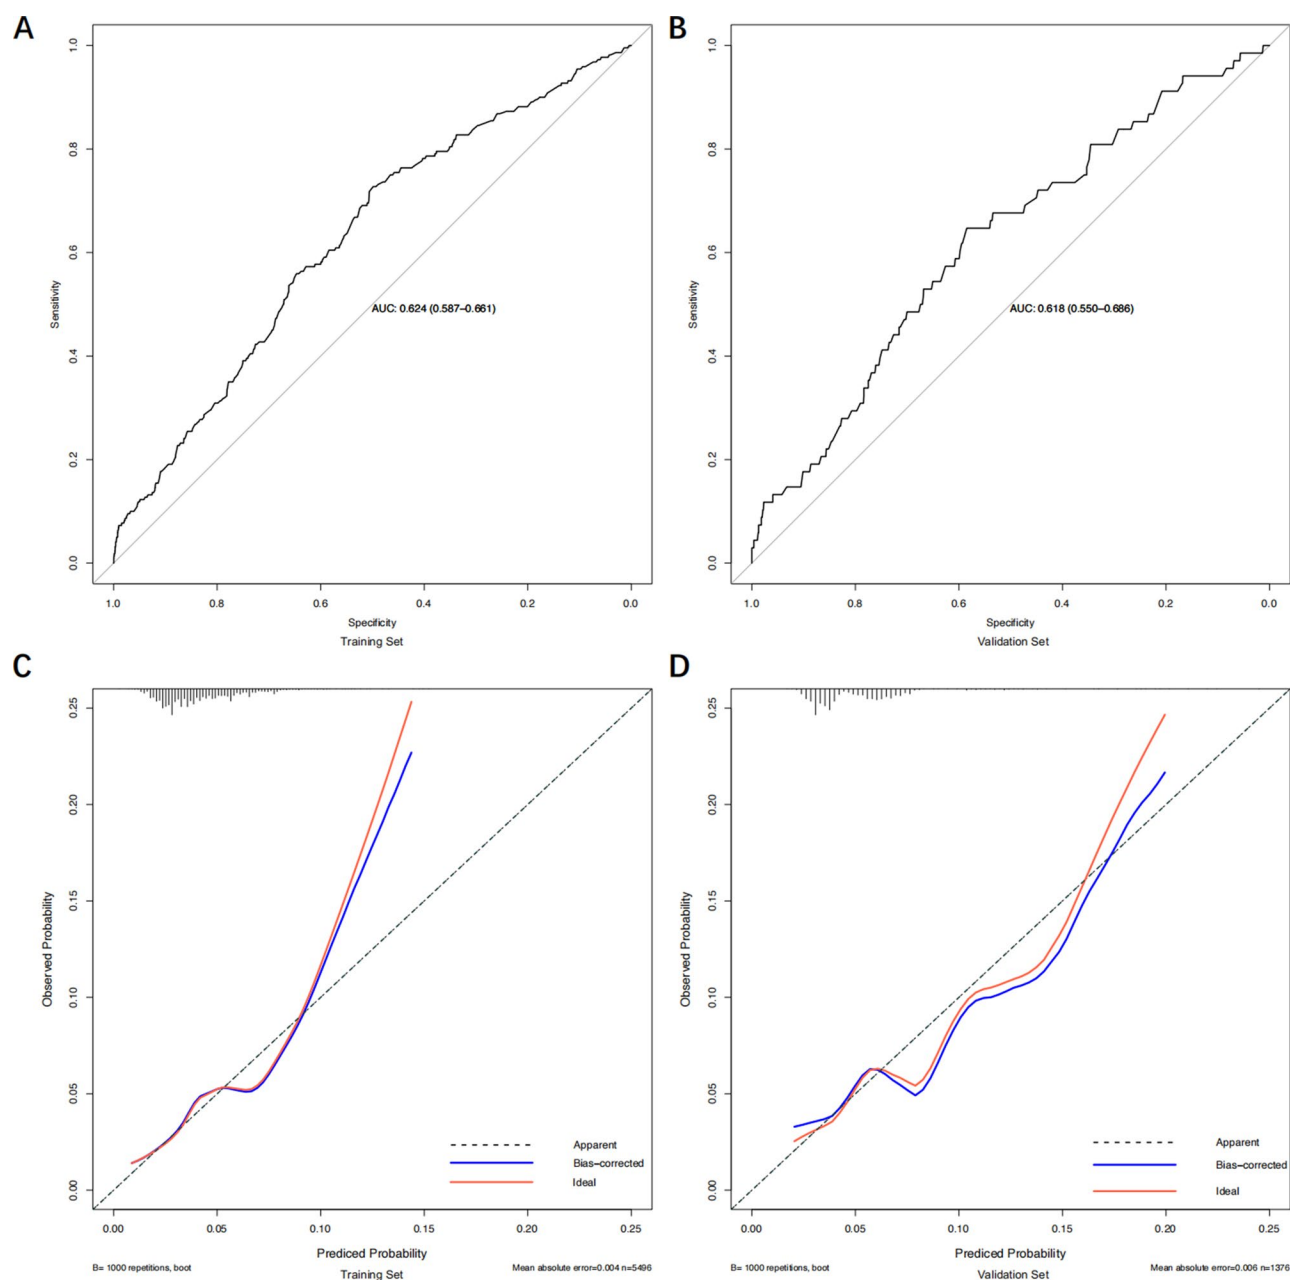 A
B
1.0
0.8
0.6
0.4
0.2
0.0
Sensitivity
AUC: 0.624 (0.587–0.661)
1.0 0.8 0.6 0.4 0.2 0.0
Specificity
Training Set
1.0
0.8
0.6
0.4
0.2
0.0
Sensitivity
AUC: 0.618 (0.550–0.686)
1.0 0.8 0.6 0.4 0.2 0.0
Specificity
Validation Set
C
D
0.25
0.20
0.15
0.10
0.05
0.00
Observed Probability
Apparent
Bias–corrected
Ideal
0.00 0.05 0.10 0.15 0.20 0.25
Prediced Probability
B= 1000 repetitions, boot
Mean absolute error=0.004 n=5496
Training Set
0.25
0.20
0.15
0.10
0.05
0.00
Observed Probability
Apparent
Bias–corrected
Ideal
0.00 0.05 0.10 0.15 0.20 0.25
Prediced Probability
B= 1000 repetitions, boot
Mean absolute error=0.006 n=1376
Validation Set